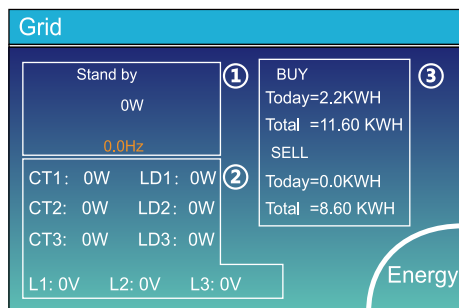 Grid
Stand by
0W
0.0Hz
①
CT1: 0W LD1: 0W
CT2: 0W LD2: 0W
CT3: 0W LD3: 0W
L1: 0V L2: 0V L3: 0V
②
BUY
Today=2.2KWH
Total =11.60 KWH
SELL
Today=0.0KWH
Total =8.60 KWH
③
Energy